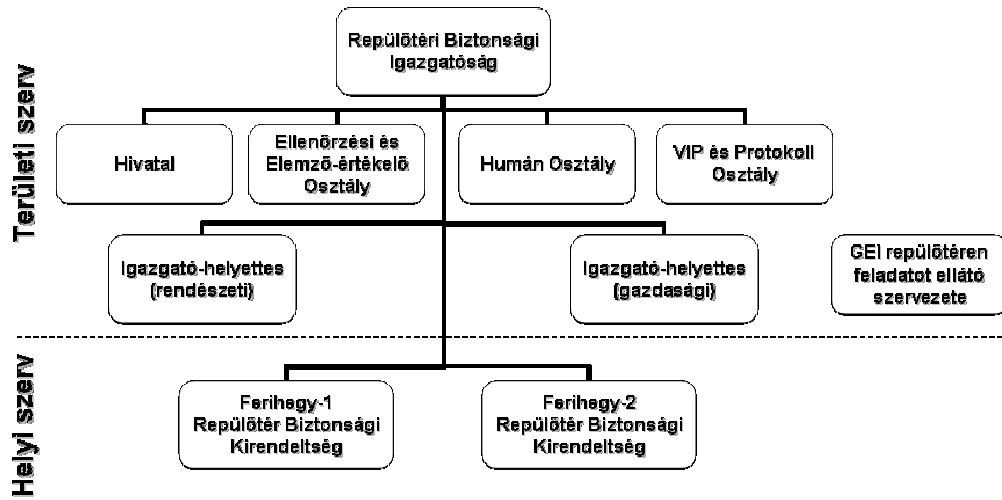 Területi szerv
Repülőtéri Biztonsági
Igazgatóság
Hivatal
Ellenőrzési és
Elemző-értékelő
Osztály
Humán Osztály
VIP és Protokoll
Osztály
Igazgató-helyettes
(rendészeti)
Igazgató-helyettes
(gazdasági)
GEI repülőtéren
feladatot ellátó
szervezete
Helyi szerv
Ferihegy-1
Repülőtér Biztonsági
Kirendeltség
Ferihegy-2
Repülőtér Biztonsági
Kirendeltség